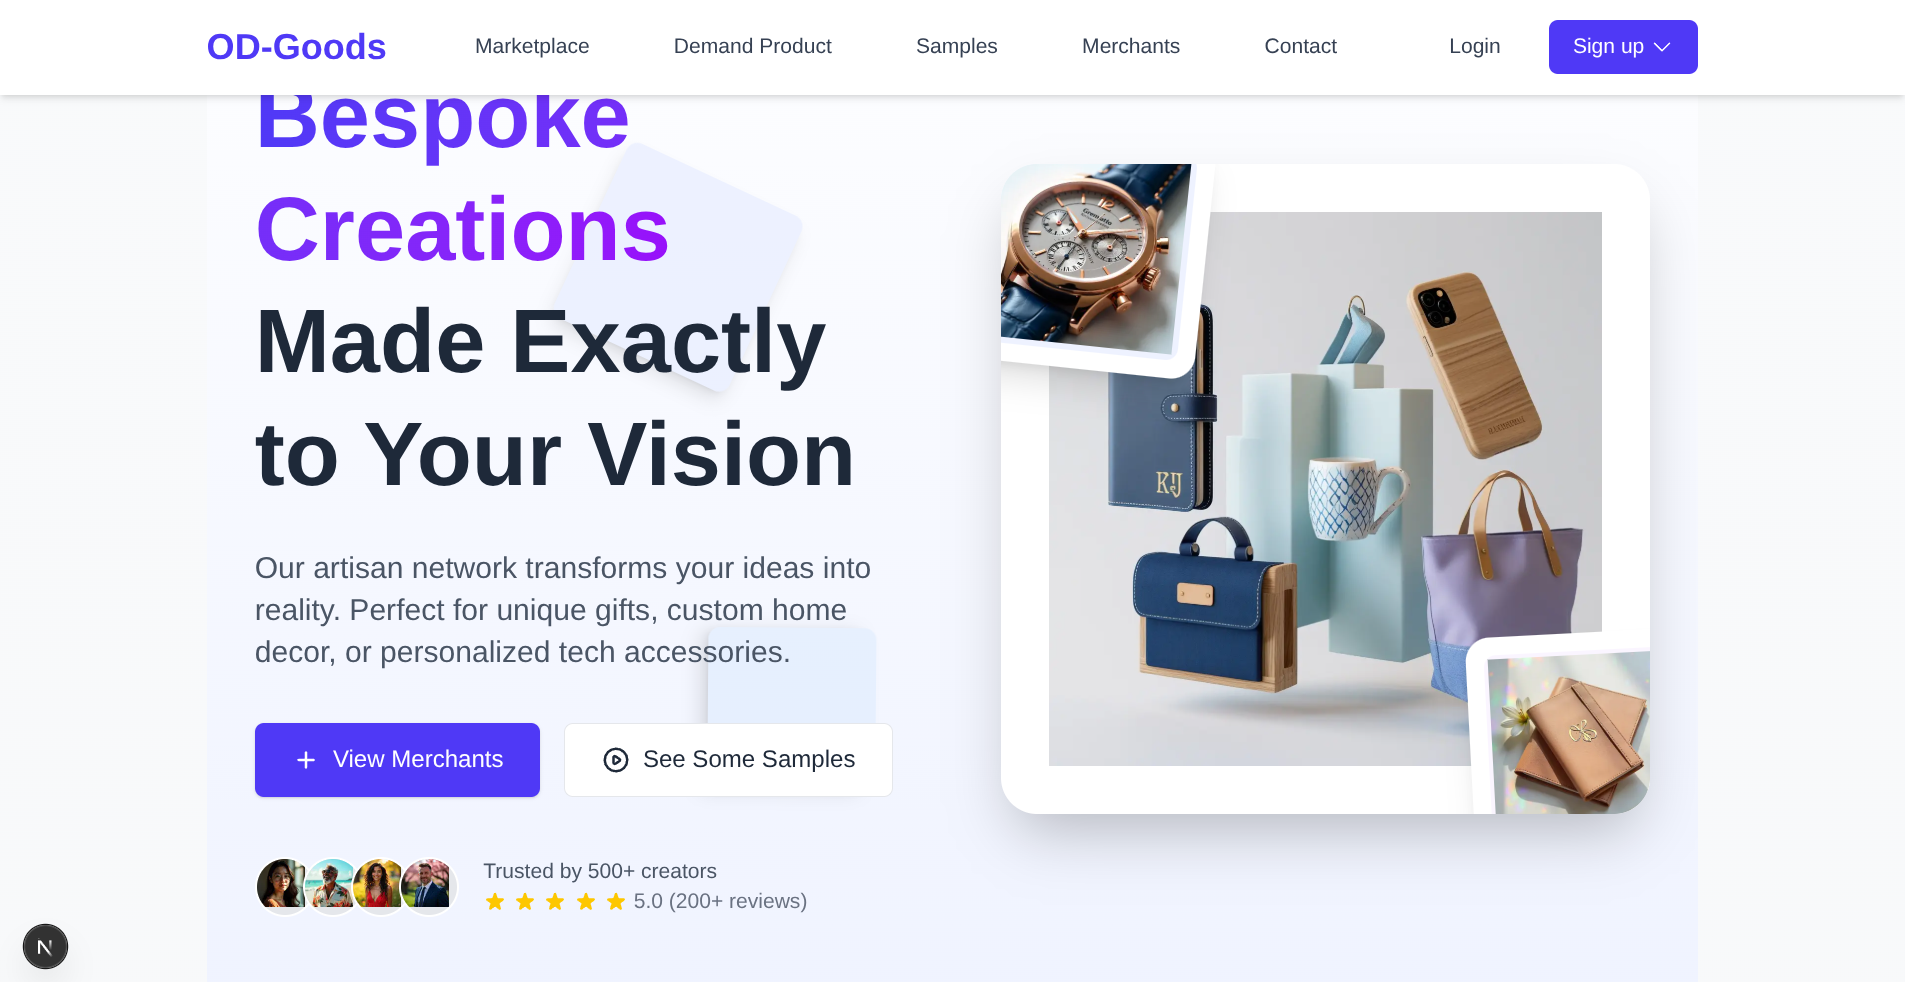 OD-Goods
Marketplace
Demand Product
Samples
Merchants
Contact
Login
Sign up
Bespoke
Creations
Made Exactly
to Your Vision
Our artisan network transforms your ideas into
reality. Perfect for unique gifts, custom home
decor, or personalized tech accessories.
View Merchants
See Some Samples
Trusted by 500+ creators
5.0 (200+ reviews)
N
KJ